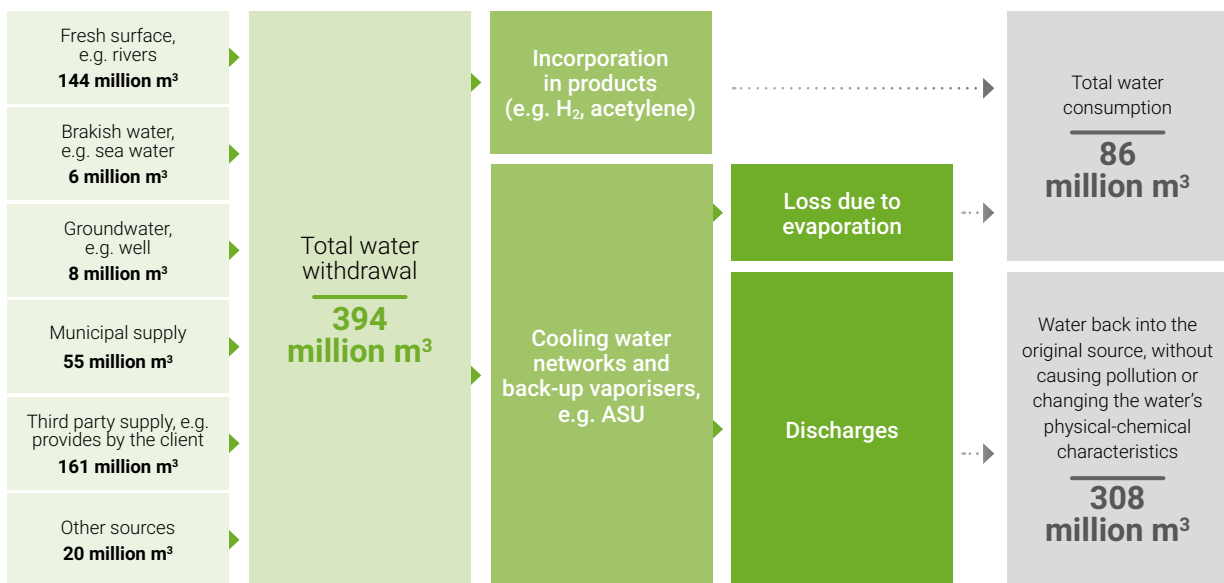 Fresh surface,
e.g. rivers
144 million m³
Brakish water,
e.g. sea water
6 million m³
Groundwater,
e.g. well
8 million m³
Municipal supply
55 million m³
Third party supply, e.g.
provides by the client
161 million m³
Other sources
20 million m³
Total water
withdrawal
394
million m³
Incorporation
in products
(e.g. H₂, acetylene)
Cooling water
networks and
back-up vaporisers,
e.g. ASU
Loss due to
evaporation
Discharges
Total water
consumption
86
million m³
Water back into the
original source, without
causing pollution or
changing the water's
physical-chemical
characteristics
308
million m³